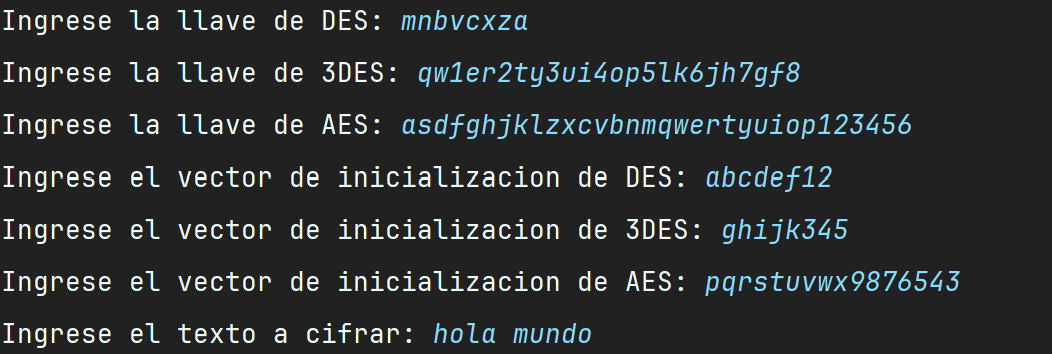 Ingrese la llave de DES: mnbvcxza
Ingrese la llave de 3DES: qw1er2ty3ui4op5lk6jh7gf8
Ingrese la llave de AES: asdfghjklzxcvbnmqwertyuiop123456
Ingrese el vector de inicializacion de DES: abcdef12
Ingrese el vector de inicializacion de 3DES: ghijk345
Ingrese el vector de inicializacion de AES: pqrstuvwx9876543
Ingrese el texto a cifrar: hola mundo